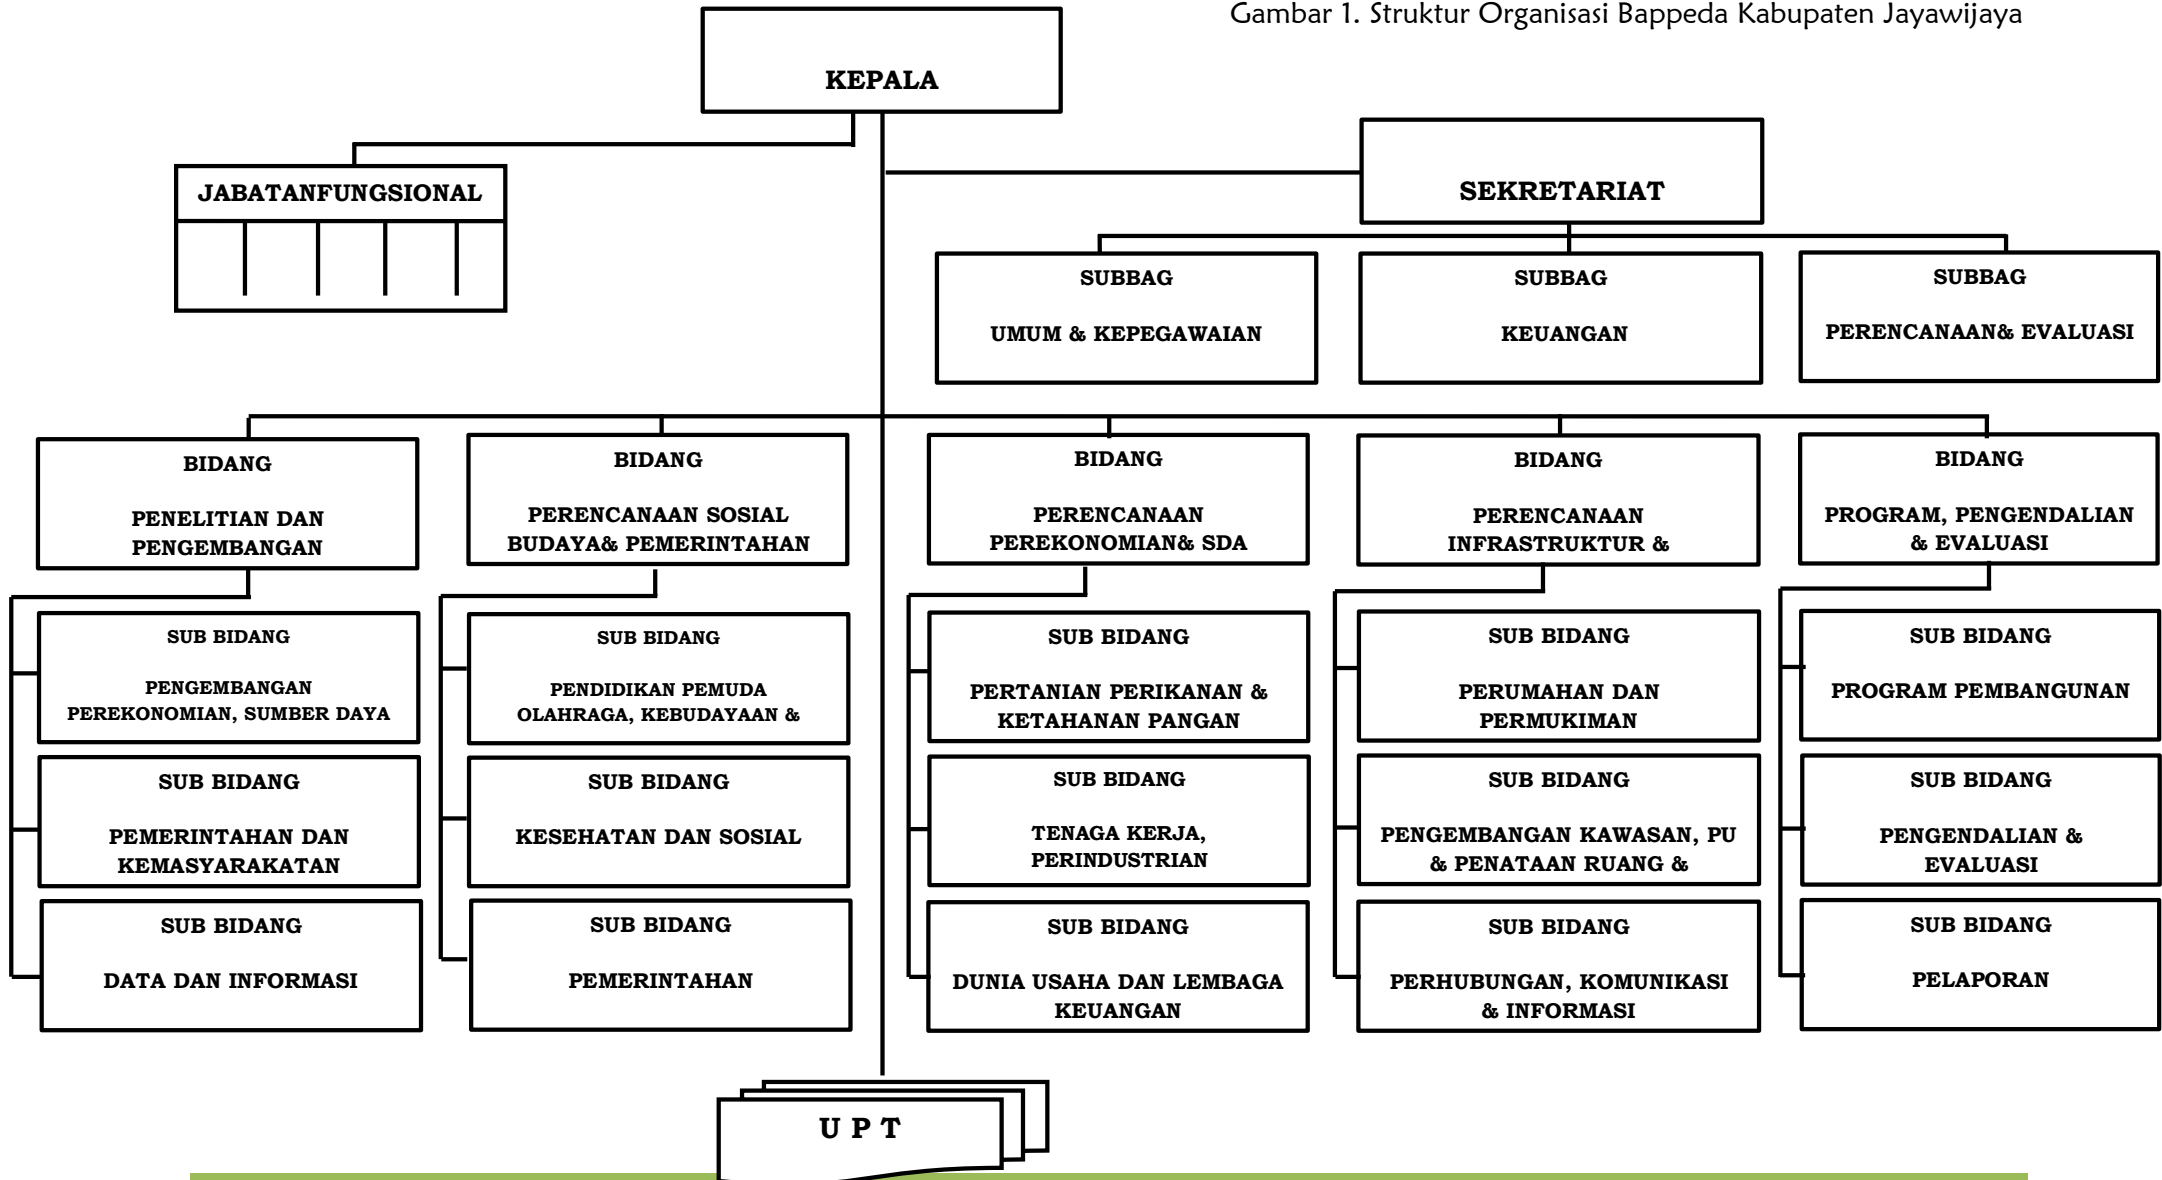 Gambar 1. Struktur Organisasi Bappeda Kabupaten Jayawijaya
KEPALA
JABATANFUNGSIONAL
SEKRETARIAT
SUBBAG
UMUM & KEPEGAWAIAN
SUBBAG
KEUANGAN
SUBBAG
PERENCANAAN& EVALUASI
BIDANG
PENELITIAN DAN
PENGEMBANGAN
BIDANG
PERENCANAAN SOSIAL
BUDAYA& PEMERINTAHAN
BIDANG
PERENCANAAN
PEREKONOMIAN& SDA
BIDANG
PERENCANAAN
INFRASTRUKTUR &
BIDANG
PROGRAM, PENGENDALIAN
& EVALUASI
SUB BIDANG
PENGEMBANGAN
PEREKONOMIAN, SUMBER DAYA
SUB BIDANG
PENDIDIKAN PEMUDA
OLAHRAGA, KEBUDAYAAN &
SUB BIDANG
PERTANIAN PERIKANAN &
KETAHANAN PANGAN
SUB BIDANG
PERUMAHAN DAN
PERMUKIMAN
SUB BIDANG
PROGRAM PEMBANGUNAN
SUB BIDANG
PEMERINTAHAN DAN
KEMASYARAKATAN
SUB BIDANG
KESEHATAN DAN SOSIAL
SUB BIDANG
TENAGA KERJA,
PERINDUSTRIAN
SUB BIDANG
PENGEMBANGAN KAWASAN, PU
& PENATAAN RUANG &
SUB BIDANG
PENGENDALIAN &
EVALUASI
SUB BIDANG
DATA DAN INFORMASI
SUB BIDANG
PEMERINTAHAN
SUB BIDANG
DUNIA USAHA DAN LEMBAGA
KEUANGAN
SUB BIDANG
PERHUBUNGAN, KOMUNIKASI
& INFORMASI
SUB BIDANG
PELAPORAN
U P T